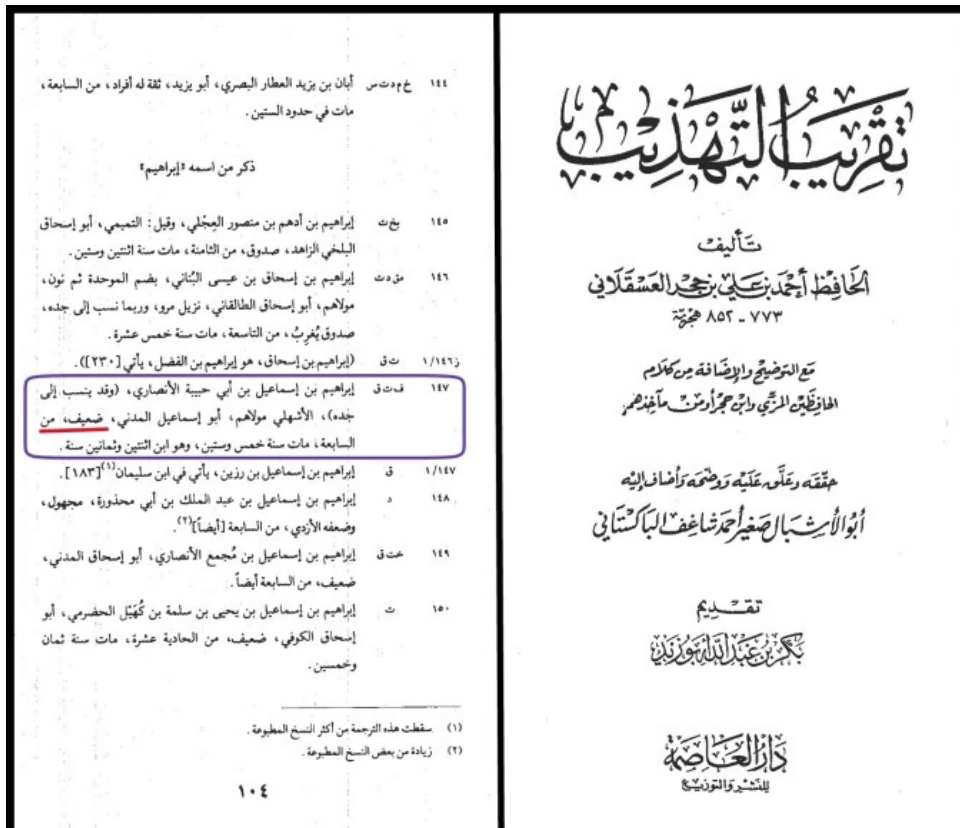 تَقْرِيبُ التَّهْذِيبِ
تأليف
الحافظ أحمد بن علي بن حجر العسقلاني
٧٧٣ - ٨٥٢ هجرية
مع التوضيح والإضافة من كلام
الحافظين المزي وابن حجر أو من مآخذهم
حققه وعلق عليه ووضحه وأضاف إليه
أبو الأشبال صغير أحمد شاغف الباكستاني
تقديم
بكر بن عبد الله أبو زيد
دار العاصمة
للنشر والتوزيع
١٤٤ خ م د ت س أبان بن يزيد العطار البصري، أبو يزيد، ثقة له أفراد، من السابعة،
مات في حدود الستين.
ذكر من اسمه «إبراهيم»
١٤٥ بخ ت إبراهيم بن أدهم بن منصور العِجْلي، وقيل: التميمي، أبو إسحاق
البلخي الزاهد، صدوق، من الثامنة، مات سنة اثنتين وستين.
١٤٦ مق د ت إبراهيم بن إسحاق بن عيسى البُناني، بضم الموحدة ثم نون،
مولاهم، أبو إسحاق الطالقاني، نزيل مرو، وربما نسب إلى جده،
صدوق يُغرِبُ، من التاسعة، مات سنة خمس عشرة.
ز١/١٤٦ ت ق (إبراهيم بن إسحاق، هو إبراهيم بن الفضل، يأتي [٢٣٠]).
١٤٧ ف ت ق إبراهيم بن إسماعيل بن أبي حبيبة الأنصاري، (وقد ينسب إلى
جده)، الأشهلي مولاهم، أبو إسماعيل المدني، ضعيف، من
السابعة، مات سنة خمس وستين، وهو ابن اثنتين وثمانين سنة.
١/١٤٧ ق إبراهيم بن إسماعيل بن رزين، يأتي في ابن سليمان(١)[١٨٣].
١٤٨ د إبراهيم بن إسماعيل بن عبد الملك بن أبي محذورة، مجهول،
وضعفه الأزدي، من السابعة [أيضاً](٢).
١٤٩ خت ق إبراهيم بن إسماعيل بن مُجمع الأنصاري، أبو إسحاق المدني،
ضعيف، من السابعة أيضاً.
١٥٠ ت إبراهيم بن إسماعيل بن يحيى بن سلمة بن كُهَيْل الحضرمي، أبو
إسحاق الكوفي، ضعيف، من الحادية عشرة، مات سنة ثمان
وخمسين.
(١) سقطت هذه الترجمة من أكثر النسخ المطبوعة.
(٢) زيادة من بعض النسخ المطبوعة.
١٠٤